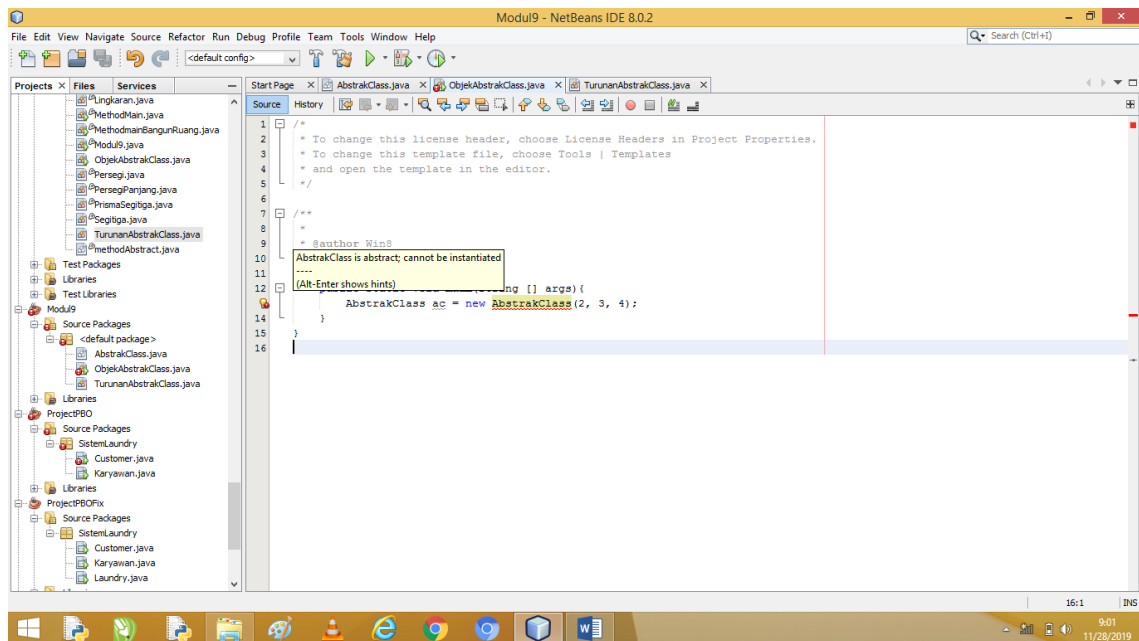 Modul9 - NetBeans IDE 8.0.2
File Edit View Navigate Source Refactor Run Debug Profile Team Tools Window Help
Search (Ctrl+I)
<default config>
Projects Files Services
Start Page AbstrakClass.java ObjekAbstrakClass.java TurunanAbstrakClass.java
Source History
Lingkaran.java
MethodMain.java
MethodmainBangunRuang.java
Modul9.java
ObjekAbstrakClass.java
Persegi.java
PersegiPanjang.java
PrismaSegitiga.java
Segitiga.java
TurunanAbstrakClass.java
methodAbstract.java
Test Packages
Libraries
Test Libraries
Modul9
Source Packages
<default package>
AbstrakClass.java
ObjekAbstrakClass.java
TurunanAbstrakClass.java
Libraries
ProjectPBO
Source Packages
SistemLaundry
Customer.java
Karyawan.java
Libraries
ProjectPBOFix
Source Packages
SistemLaundry
Customer.java
Karyawan.java
Laundry.java
1 /*
2 * To change this license header, choose License Headers in Project Properties.
3 * To change this template file, choose Tools | Templates
4 * and open the template in the editor.
5 */
6
7 /**
8 *
9 * @author Win8
10 AbstrakClass is abstract; cannot be instantiated
11 ----
12 (Alt-Enter shows hints) ng [] args){
AbstrakClass ac = new AbstrakClass(2, 3, 4);
14 }
15 }
16
16:1 INS
9:01
11/28/2019